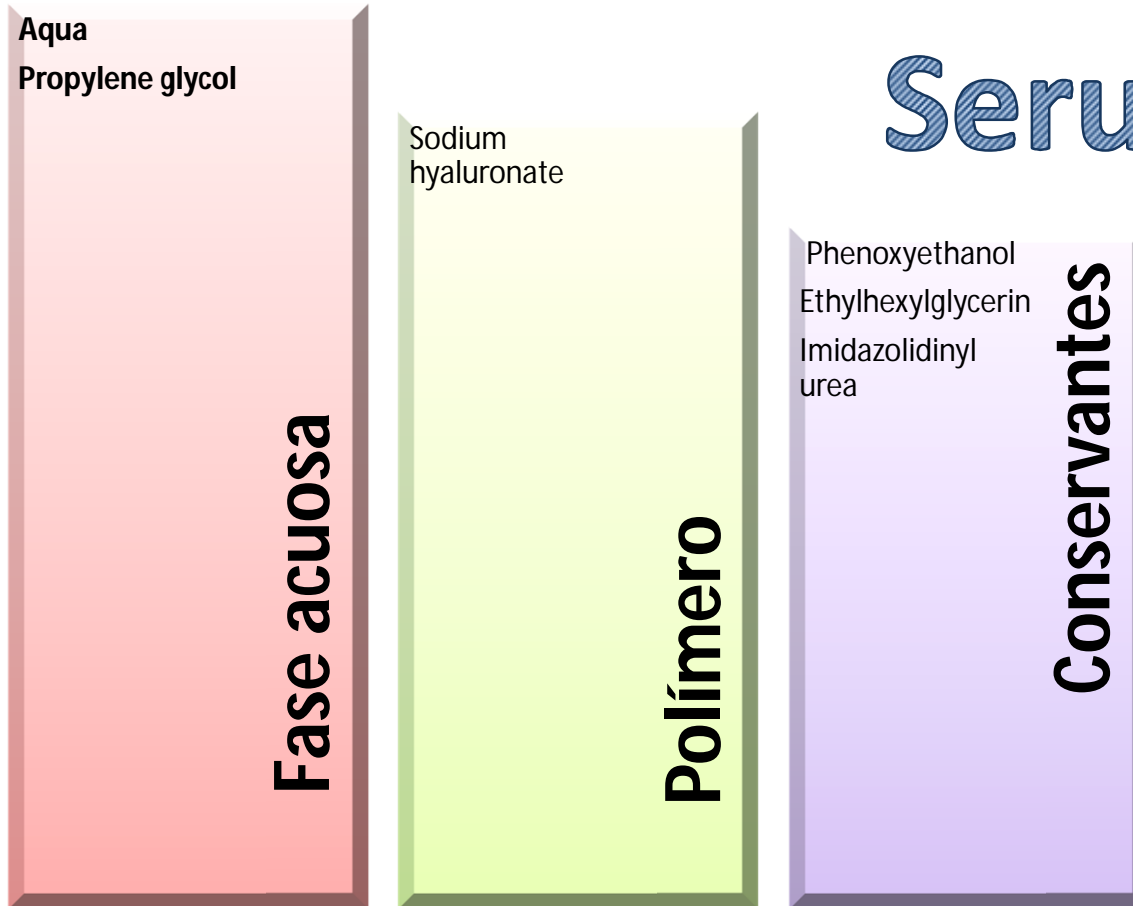 Aqua
Propylene glycol
Fase acuosa
Sodium
hyaluronate
Polímero
Seru
Phenoxyethanol
Ethylhexylglycerin
Imidazolidinyl
urea
Conservantes